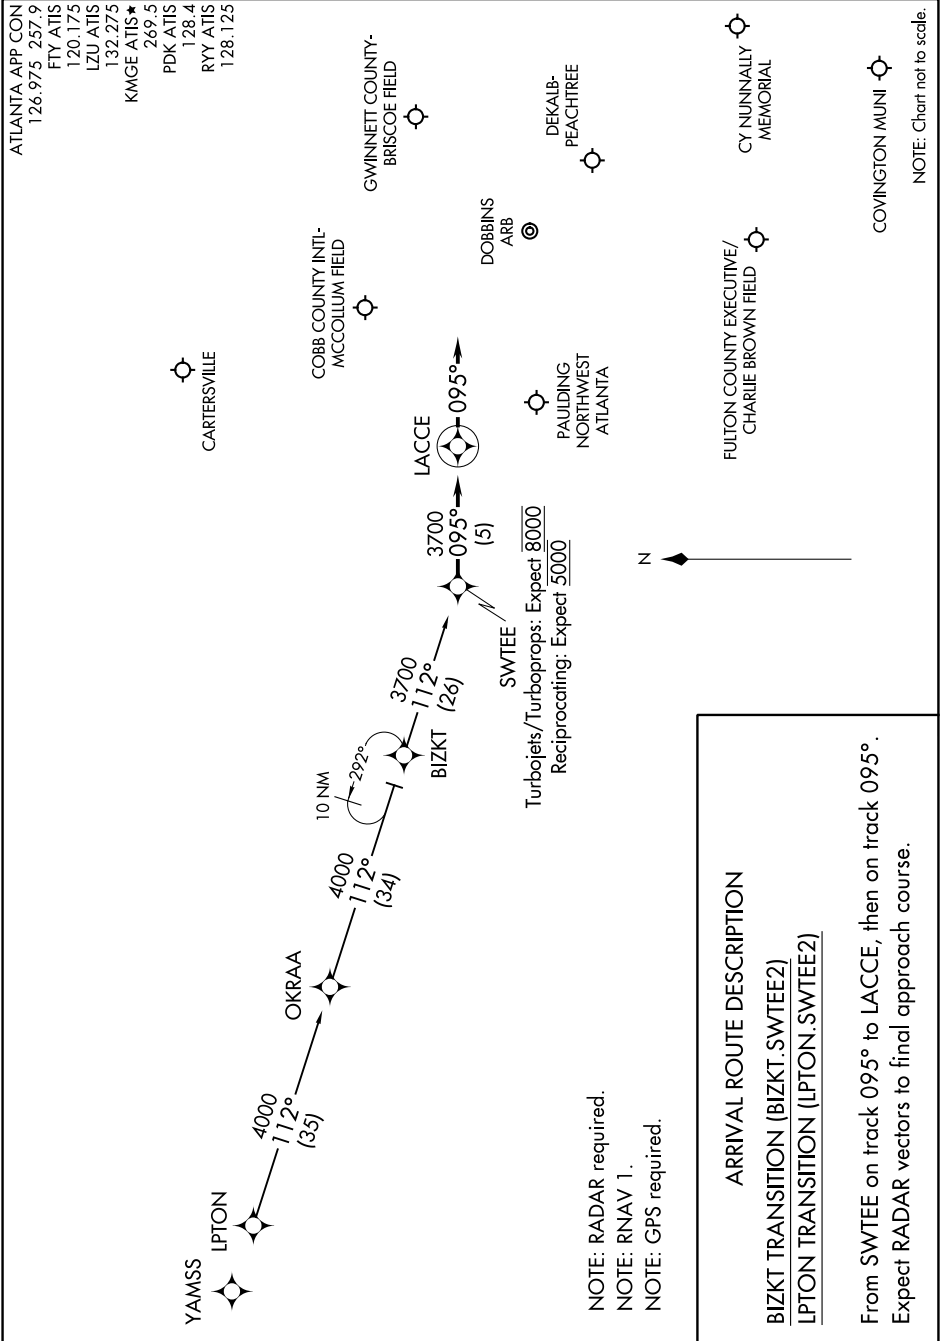 ATLANTA APP CON
126.975 257.9
FTY ATIS
120.175
LZU ATIS
132.275
KMGE ATIS★
269.5
PDK ATIS
128.4
RYY ATIS
128.125
YAMSS
LPTON
4000
112°
(35)
OKRAA
4000
112°
(34)
10 NM
292°
BIZKT
3700
112°
(26)
SWTEE
Turbojets/Turboprops: Expect 8000
Reciprocating: Expect 5000
3700
095°
(5)
LACCE
095°
CARTERSVILLE
COBB COUNTY INTL-
MCCOLLUM FIELD
GWINNETT COUNTY-
BRISCOE FIELD
DOBBINS
ARB
DEKALB-
PEACHTREE
PAULDING
NORTHWEST
ATLANTA
FULTON COUNTY EXECUTIVE/
CHARLIE BROWN FIELD
CY NUNNALLY
MEMORIAL
COVINGTON MUNI
N
NOTE: RADAR required.
NOTE: RNAV 1.
NOTE: GPS required.
ARRIVAL ROUTE DESCRIPTION
BIZKT TRANSITION (BIZKT.SWTEE2)
LPTON TRANSITION (LPTON.SWTEE2)
From SWTEE on track 095° to LACCE, then on track 095°.
Expect RADAR vectors to final approach course.
NOTE: Chart not to scale.